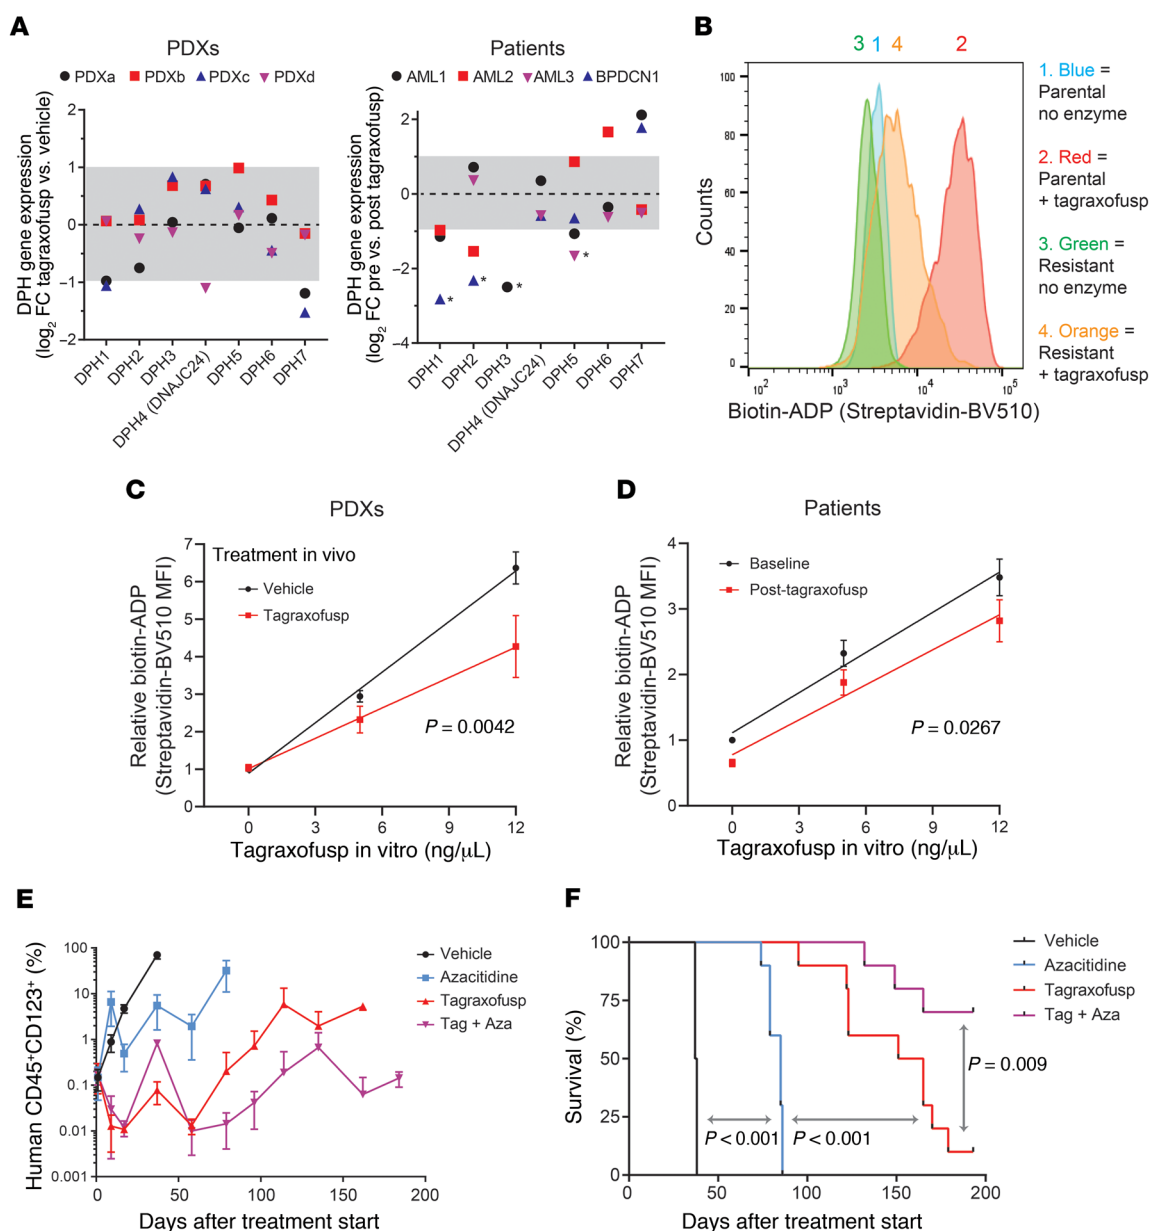 A
PDXs
PDXa PDXb PDXc PDXd
DPH gene expression
(log2 FC tagraxofusp vs. vehicle)
2
1
0
−1
−2
DPH1
DPH2
DPH3
DPH4 (DNAJC24)
DPH5
DPH6
DPH7
Patients
AML1 AML2 AML3 BPDCN1
DPH gene expression
(log2 FC pre vs. post tagraxofusp)
2
0
−2
−4
*
*
*
*
DPH1
DPH2
DPH3
DPH4 (DNAJC24)
DPH5
DPH6
DPH7
B
3 1 4 2
Counts
100
80
60
40
20
0
10^2 10^3 10^4 10^5
Biotin-ADP (Streptavidin-BV510)
1. Blue =
Parental
no enzyme
2. Red =
Parental
+ tagraxofusp
3. Green =
Resistant
no enzyme
4. Orange =
Resistant
+ tagraxofusp
C
PDXs
Relative biotin-ADP
(Streptavidin-BV510 MFI)
7
6
5
4
3
2
1
0
Treatment in vivo
Vehicle
Tagraxofusp
P = 0.0042
0 3 6 9 12
Tagraxofusp in vitro (ng/μL)
D
Patients
Relative biotin-ADP
(Streptavidin-BV510 MFI)
4
3
2
1
0
Baseline
Post-tagraxofusp
P = 0.0267
0 3 6 9 12
Tagraxofusp in vitro (ng/μL)
E
Human CD45+CD123+ (%)
100
10
1
0.1
0.01
0.001
Vehicle
Azacitidine
Tagraxofusp
Tag + Aza
0 50 100 150 200
Days after treatment start
F
Survival (%)
100
75
50
25
0
Vehicle
Azacitidine
Tagraxofusp
Tag + Aza
P = 0.009
P < 0.001 P < 0.001
0 50 100 150 200
Days after treatment start